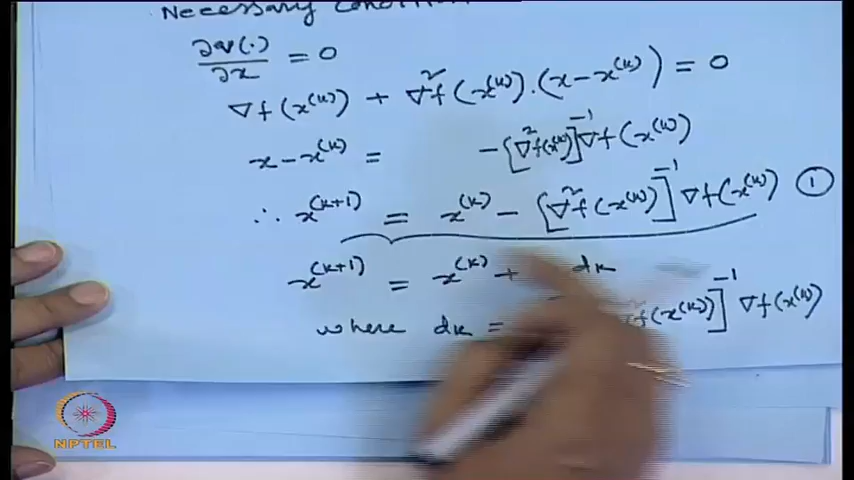 Necessary condition
∂q(·)/∂x = 0
∇f(x^(k)) + ∇²f(x^(k)).(x-x^(k)) = 0
x-x^(k) = -[∇²f(x^(k))]^-1 ∇f(x^(k))
∴ x^(k+1) = x^(k) - [∇²f(x^(k))]^-1 ∇f(x^(k)) ①
x^(k+1) = x^(k) + dk
where dk = f(x^(k))]^-1 ∇f(x^(k))
NPTEL